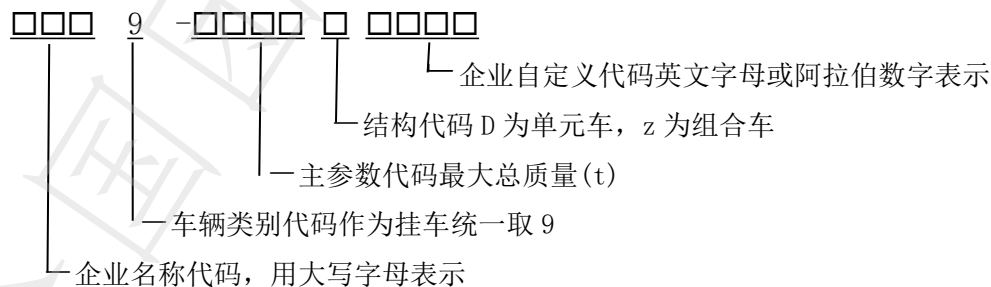 □□□ 9 -□□□□ □ □□□□
企业自定义代码英文字母或阿拉伯数字表示
结构代码 D 为单元车，z 为组合车
主参数代码最大总质量(t)
车辆类别代码作为挂车统一取 9
企业名称代码，用大写字母表示